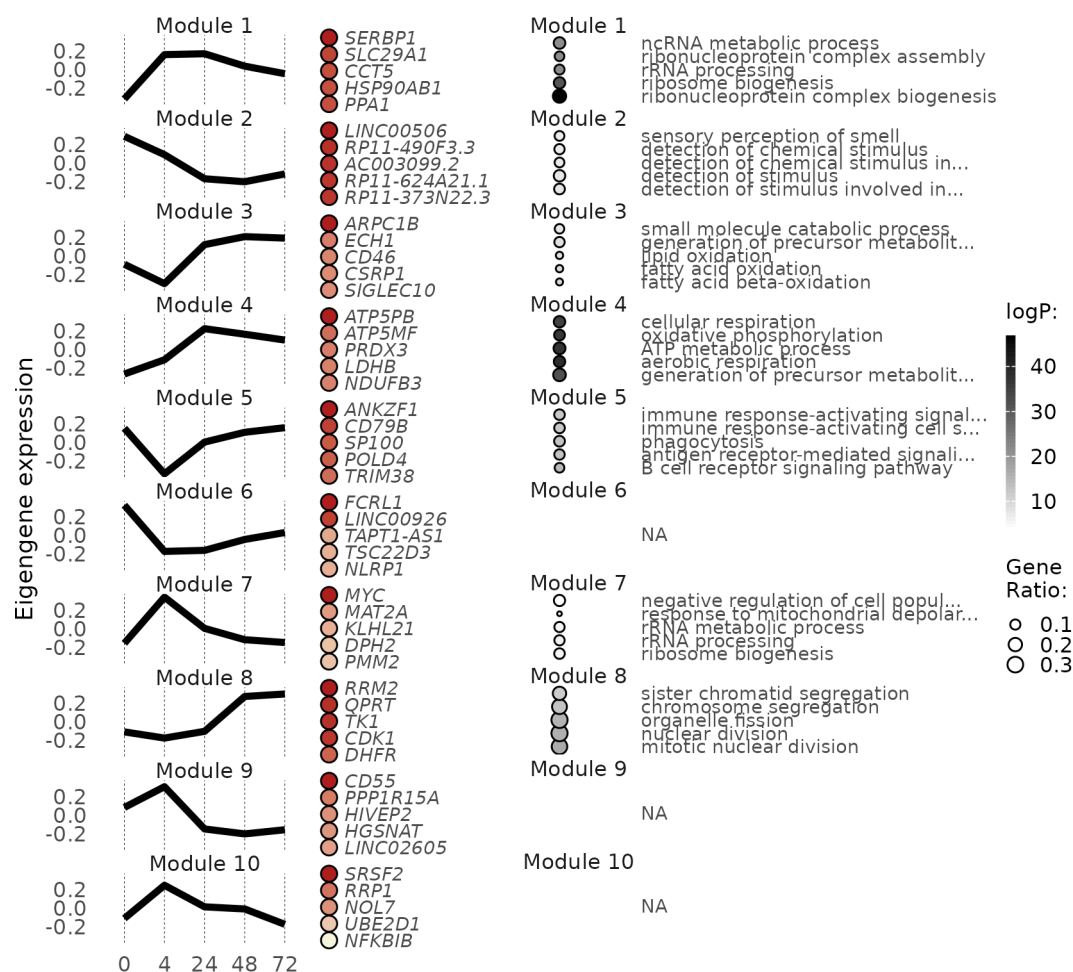 Eigengene expression
Module 1
0.2
0.0
-0.2
SERBP1
SLC29A1
CCT5
HSP90AB1
PPA1
Module 2
0.2
0.0
-0.2
LINC00506
RP11-490F3.3
AC003099.2
RP11-624A21.1
RP11-373N22.3
Module 3
0.2
0.0
-0.2
ARPC1B
ECH1
CD46
CSRP1
SIGLEC10
Module 4
0.2
0.0
-0.2
ATP5PB
ATP5MF
PRDX3
LDHB
NDUFB3
Module 5
0.2
0.0
-0.2
ANKZF1
CD79B
SP100
POLD4
TRIM38
Module 6
0.2
0.0
-0.2
FCRL1
LINC00926
TAPT1-AS1
TSC22D3
NLRP1
Module 7
0.2
0.0
-0.2
MYC
MAT2A
KLHL21
DPH2
PMM2
Module 8
0.2
0.0
-0.2
RRM2
QPRT
TK1
CDK1
DHFR
Module 9
0.2
0.0
-0.2
CD55
PPP1R15A
HIVEP2
HGSNAT
LINC02605
Module 10
0.2
0.0
-0.2
SRSF2
RRP1
NOL7
UBE2D1
NFKBIB
0 4 24 48 72
Module 1
ncRNA metabolic process
ribonucleoprotein complex assembly
rRNA processing
ribosome biogenesis
ribonucleoprotein complex biogenesis
Module 2
sensory perception of smell
detection of chemical stimulus
detection of chemical stimulus in...
detection of stimulus
detection of stimulus involved in...
Module 3
small molecule catabolic process
generation of precursor metabolit...
lipid oxidation
fatty acid oxidation
fatty acid beta-oxidation
Module 4
cellular respiration
oxidative phosphorylation
ATP metabolic process
aerobic respiration
generation of precursor metabolit...
Module 5
immune response-activating signal...
immune response-activating cell s...
phagocytosis
antigen receptor-mediated signali...
B cell receptor signaling pathway
Module 6
NA
Module 7
negative regulation of cell popul...
response to mitochondrial depolar...
rRNA metabolic process
rRNA processing
ribosome biogenesis
Module 8
sister chromatid segregation
chromosome segregation
organelle fission
nuclear division
mitotic nuclear division
Module 9
NA
Module 10
NA
logP:
40
30
20
10
Gene
Ratio:
0.1
0.2
0.3